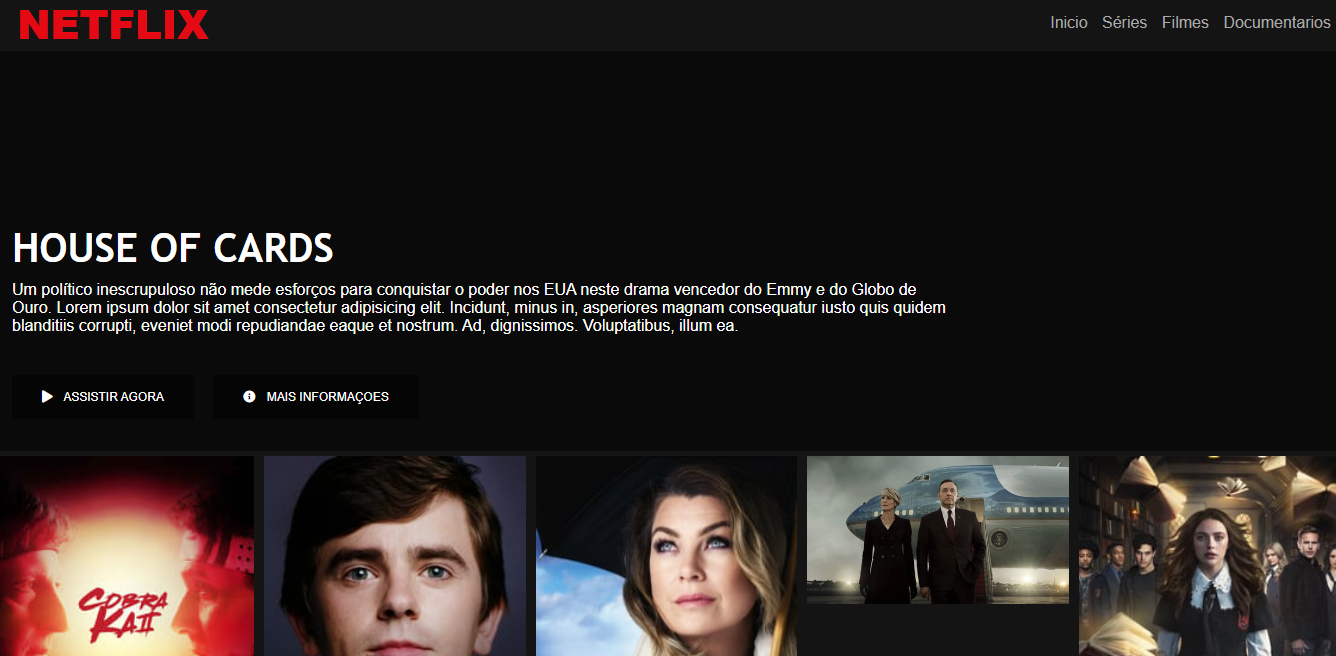 NETFLIX
Inicio Séries Filmes Documentarios
HOUSE OF CARDS
Um político inescrupuloso não mede esforços para conquistar o poder nos EUA neste drama vencedor do Emmy e do Globo de
Ouro. Lorem ipsum dolor sit amet consectetur adipisicing elit. Incidunt, minus in, asperiores magnam consequatur iusto quis quidem
blanditiis corrupti, eveniet modi repudiandae eaque et nostrum. Ad, dignissimos. Voluptatibus, illum ea.
ASSISTIR AGORA
MAIS INFORMAÇOES
COBRA
KAII